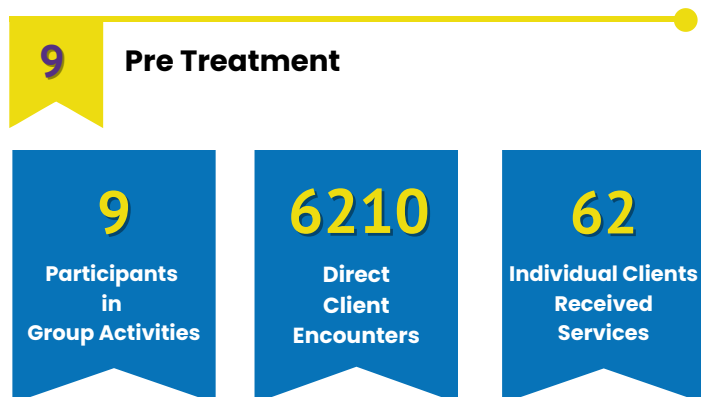 9
Pre Treatment
9
Participants
in
Group Activities
6210
Direct
Client
Encounters
62
Individual Clients
Received
Services